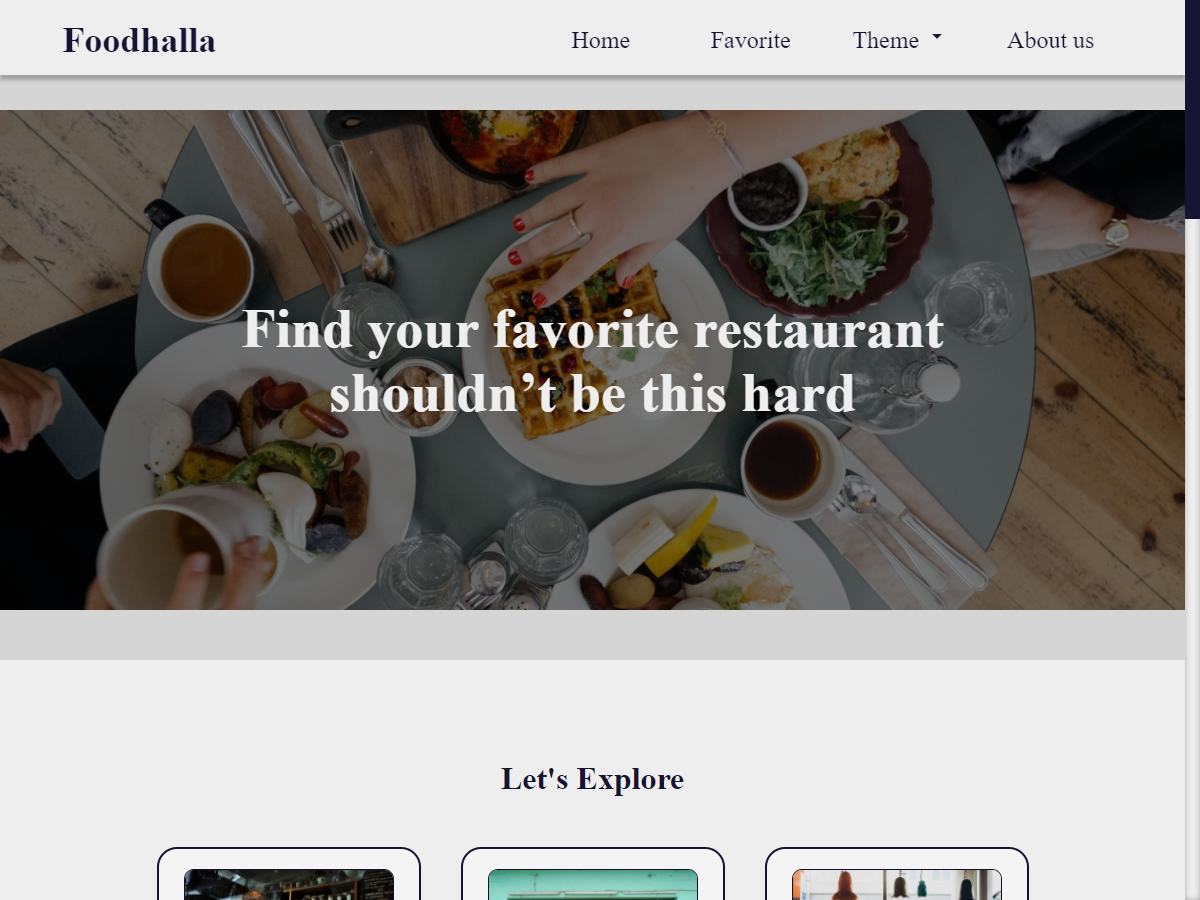 Foodhalla
Home
Favorite
Theme
About us
Find your favorite restaurant
shouldn’t be this hard
Let's Explore